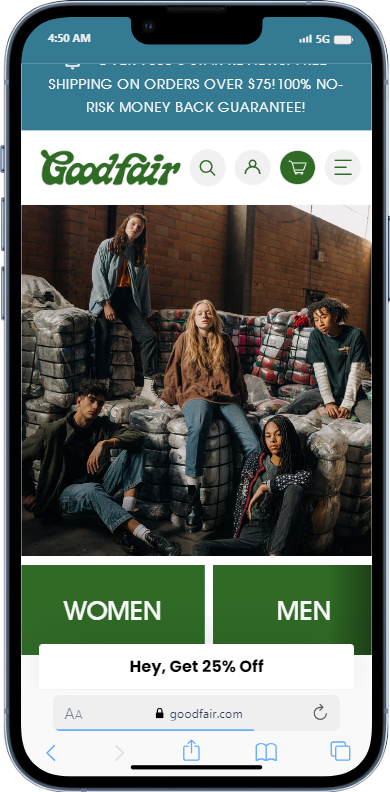 4:50 AM 5G
SHIPPING ON ORDERS OVER $75! 100% NO-
RISK MONEY BACK GUARANTEE!
Goodfair
WOMEN MEN
Hey, Get 25% Off
AA goodfair.com